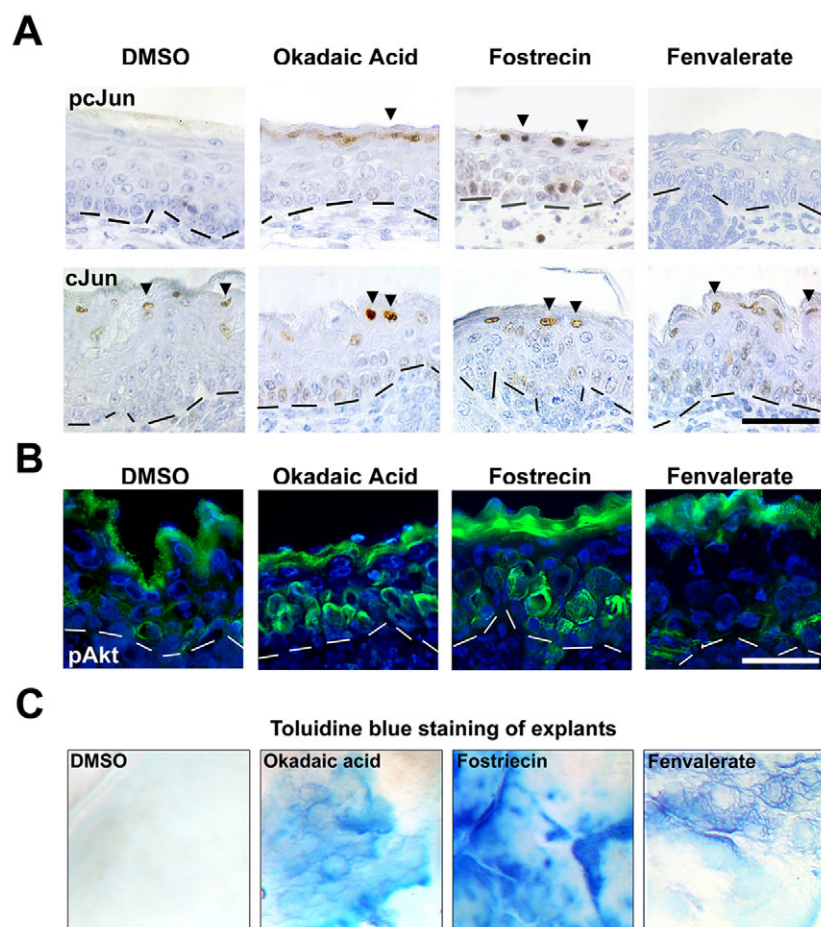 A
DMSO Okadaic Acid Fostrecin Fenvalerate
pcJun
cJun
B
DMSO Okadaic Acid Fostrecin Fenvalerate
pAkt
C
Toluidine blue staining of explants
DMSO Okadaic acid Fostriecin Fenvalerate